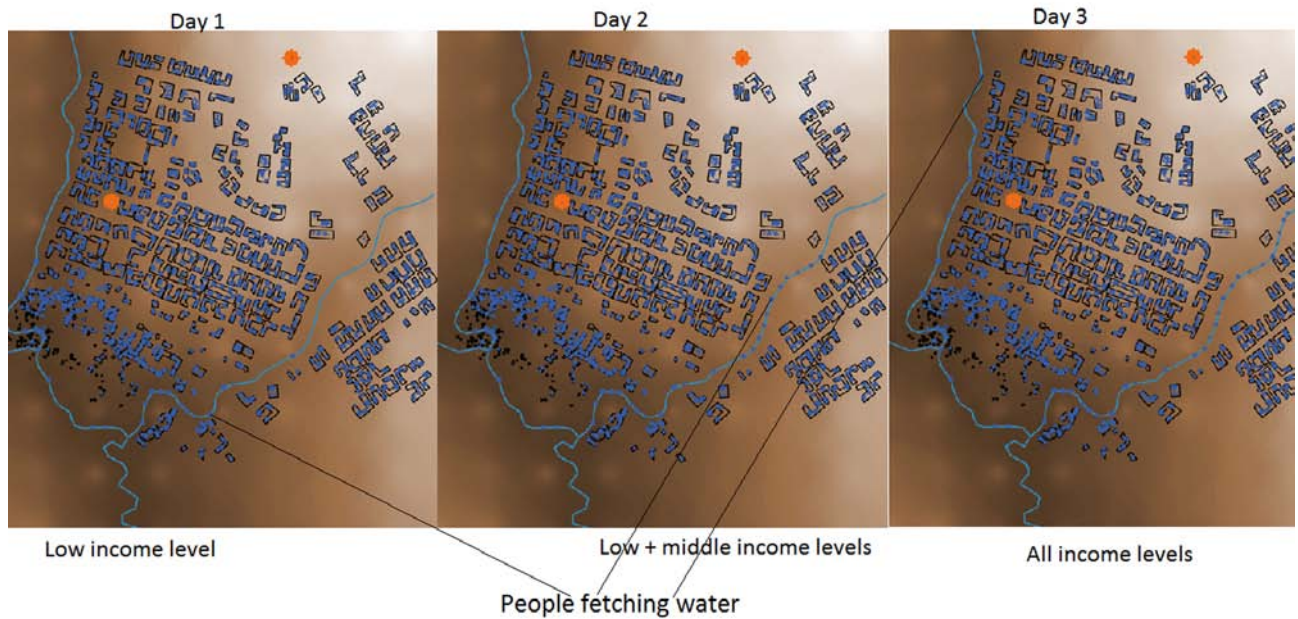 Day 1
Day 2
Day 3
Low income level
Low + middle income levels
All income levels
People fetching water